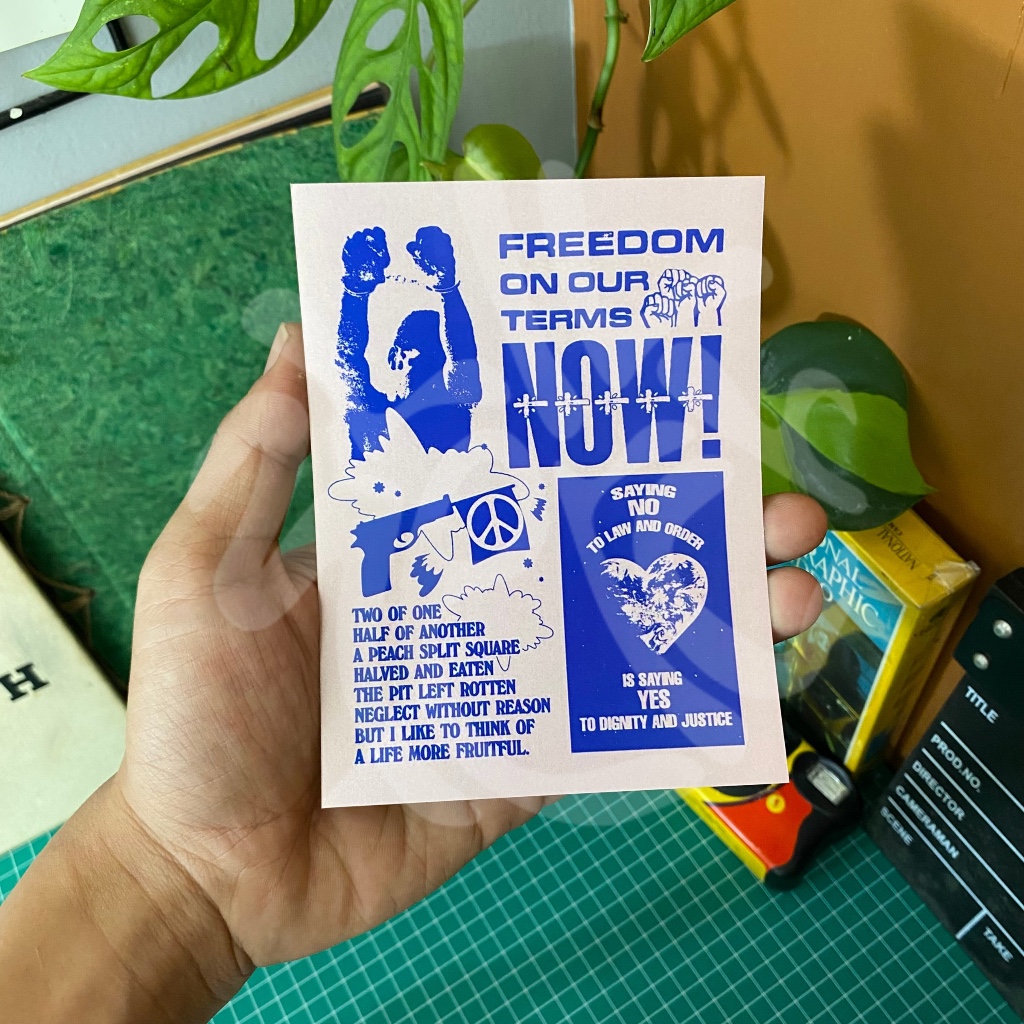 FREEDOM
ON OUR
TERMS
NOW!
SAYING
NO
TO LAW AND ORDER
IS SAYING
YES
TO DIGNITY AND JUSTICE
TWO OF ONE
HALF OF ANOTHER
A PEACH SPLIT SQUARE
HALVED AND EATEN
THE PIT LEFT ROTTEN
NEGLECT WITHOUT REASON
BUT I LIKE TO THINK OF
A LIFE MORE FRUITFUL.
H
NATIONAL
TITLE
PROD.NO.
DIRECTOR
CAMERAMAN
SCENE
TAKE